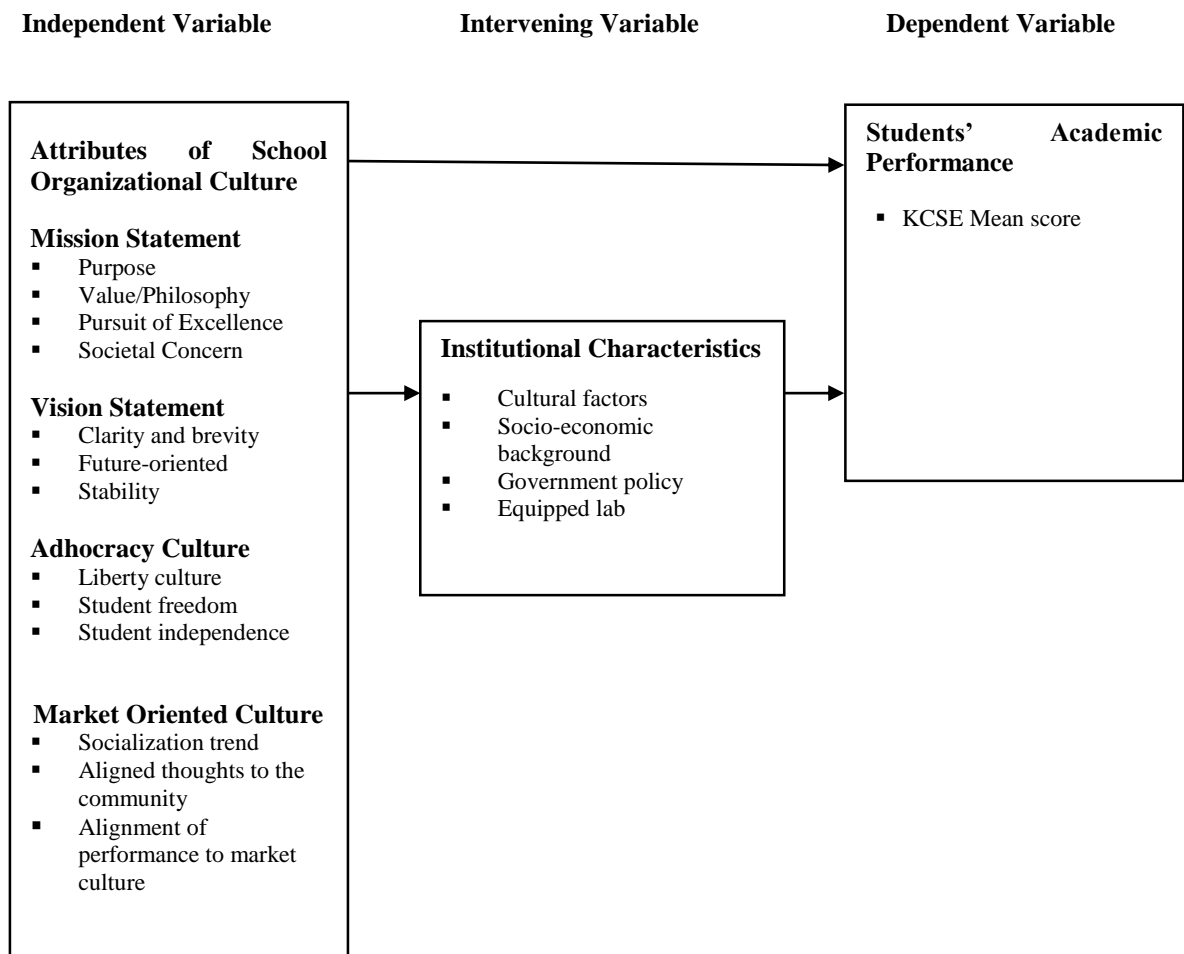 Independent Variable
Intervening Variable
Dependent Variable
Attributes of School
Organizational Culture
Mission Statement
▪ Purpose
▪ Value/Philosophy
▪ Pursuit of Excellence
▪ Societal Concern
Vision Statement
▪ Clarity and brevity
▪ Future-oriented
▪ Stability
Adhocracy Culture
▪ Liberty culture
▪ Student freedom
▪ Student independence
Market Oriented Culture
▪ Socialization trend
▪ Aligned thoughts to the
community
▪ Alignment of
performance to market
culture
Institutional Characteristics
▪ Cultural factors
▪ Socio-economic
background
▪ Government policy
▪ Equipped lab
Students’ Academic
Performance
▪ KCSE Mean score